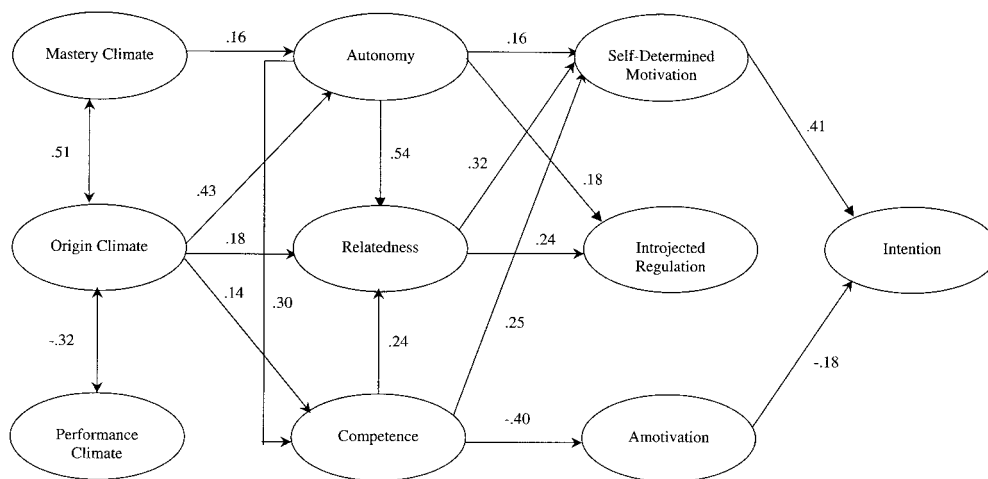 Mastery Climate
.16
Autonomy
.16
Self-Determined
Motivation
.51
.54
.32
.41
.43
.18
Origin Climate
.18
Relatedness
.24
Introjected
Regulation
Intention
.14
.30
.25
-.32
.24
-.18
Performance
Climate
Competence
-.40
Amotivation